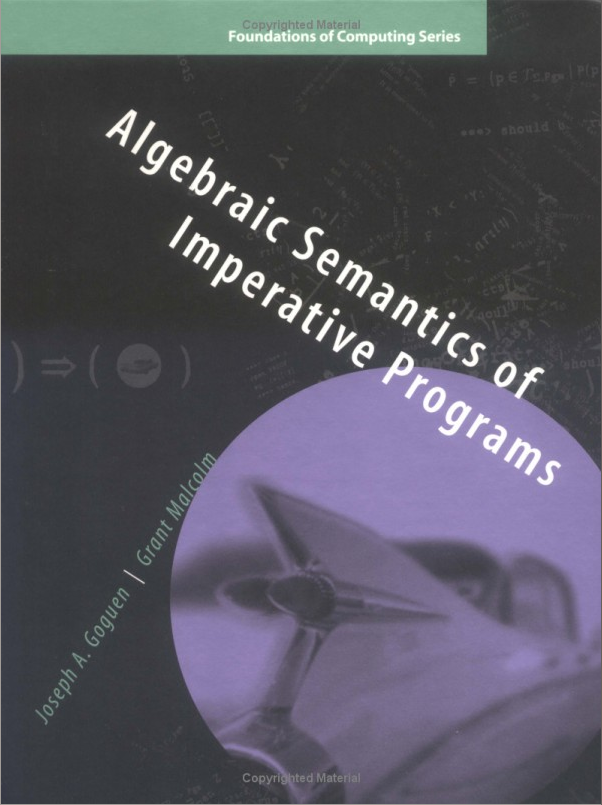 Copyrighted Material
Foundations of Computing Series
Algebraic Semantics of
Imperative Programs
Joseph A. Goguen | Grant Malcolm
Copyrighted Material